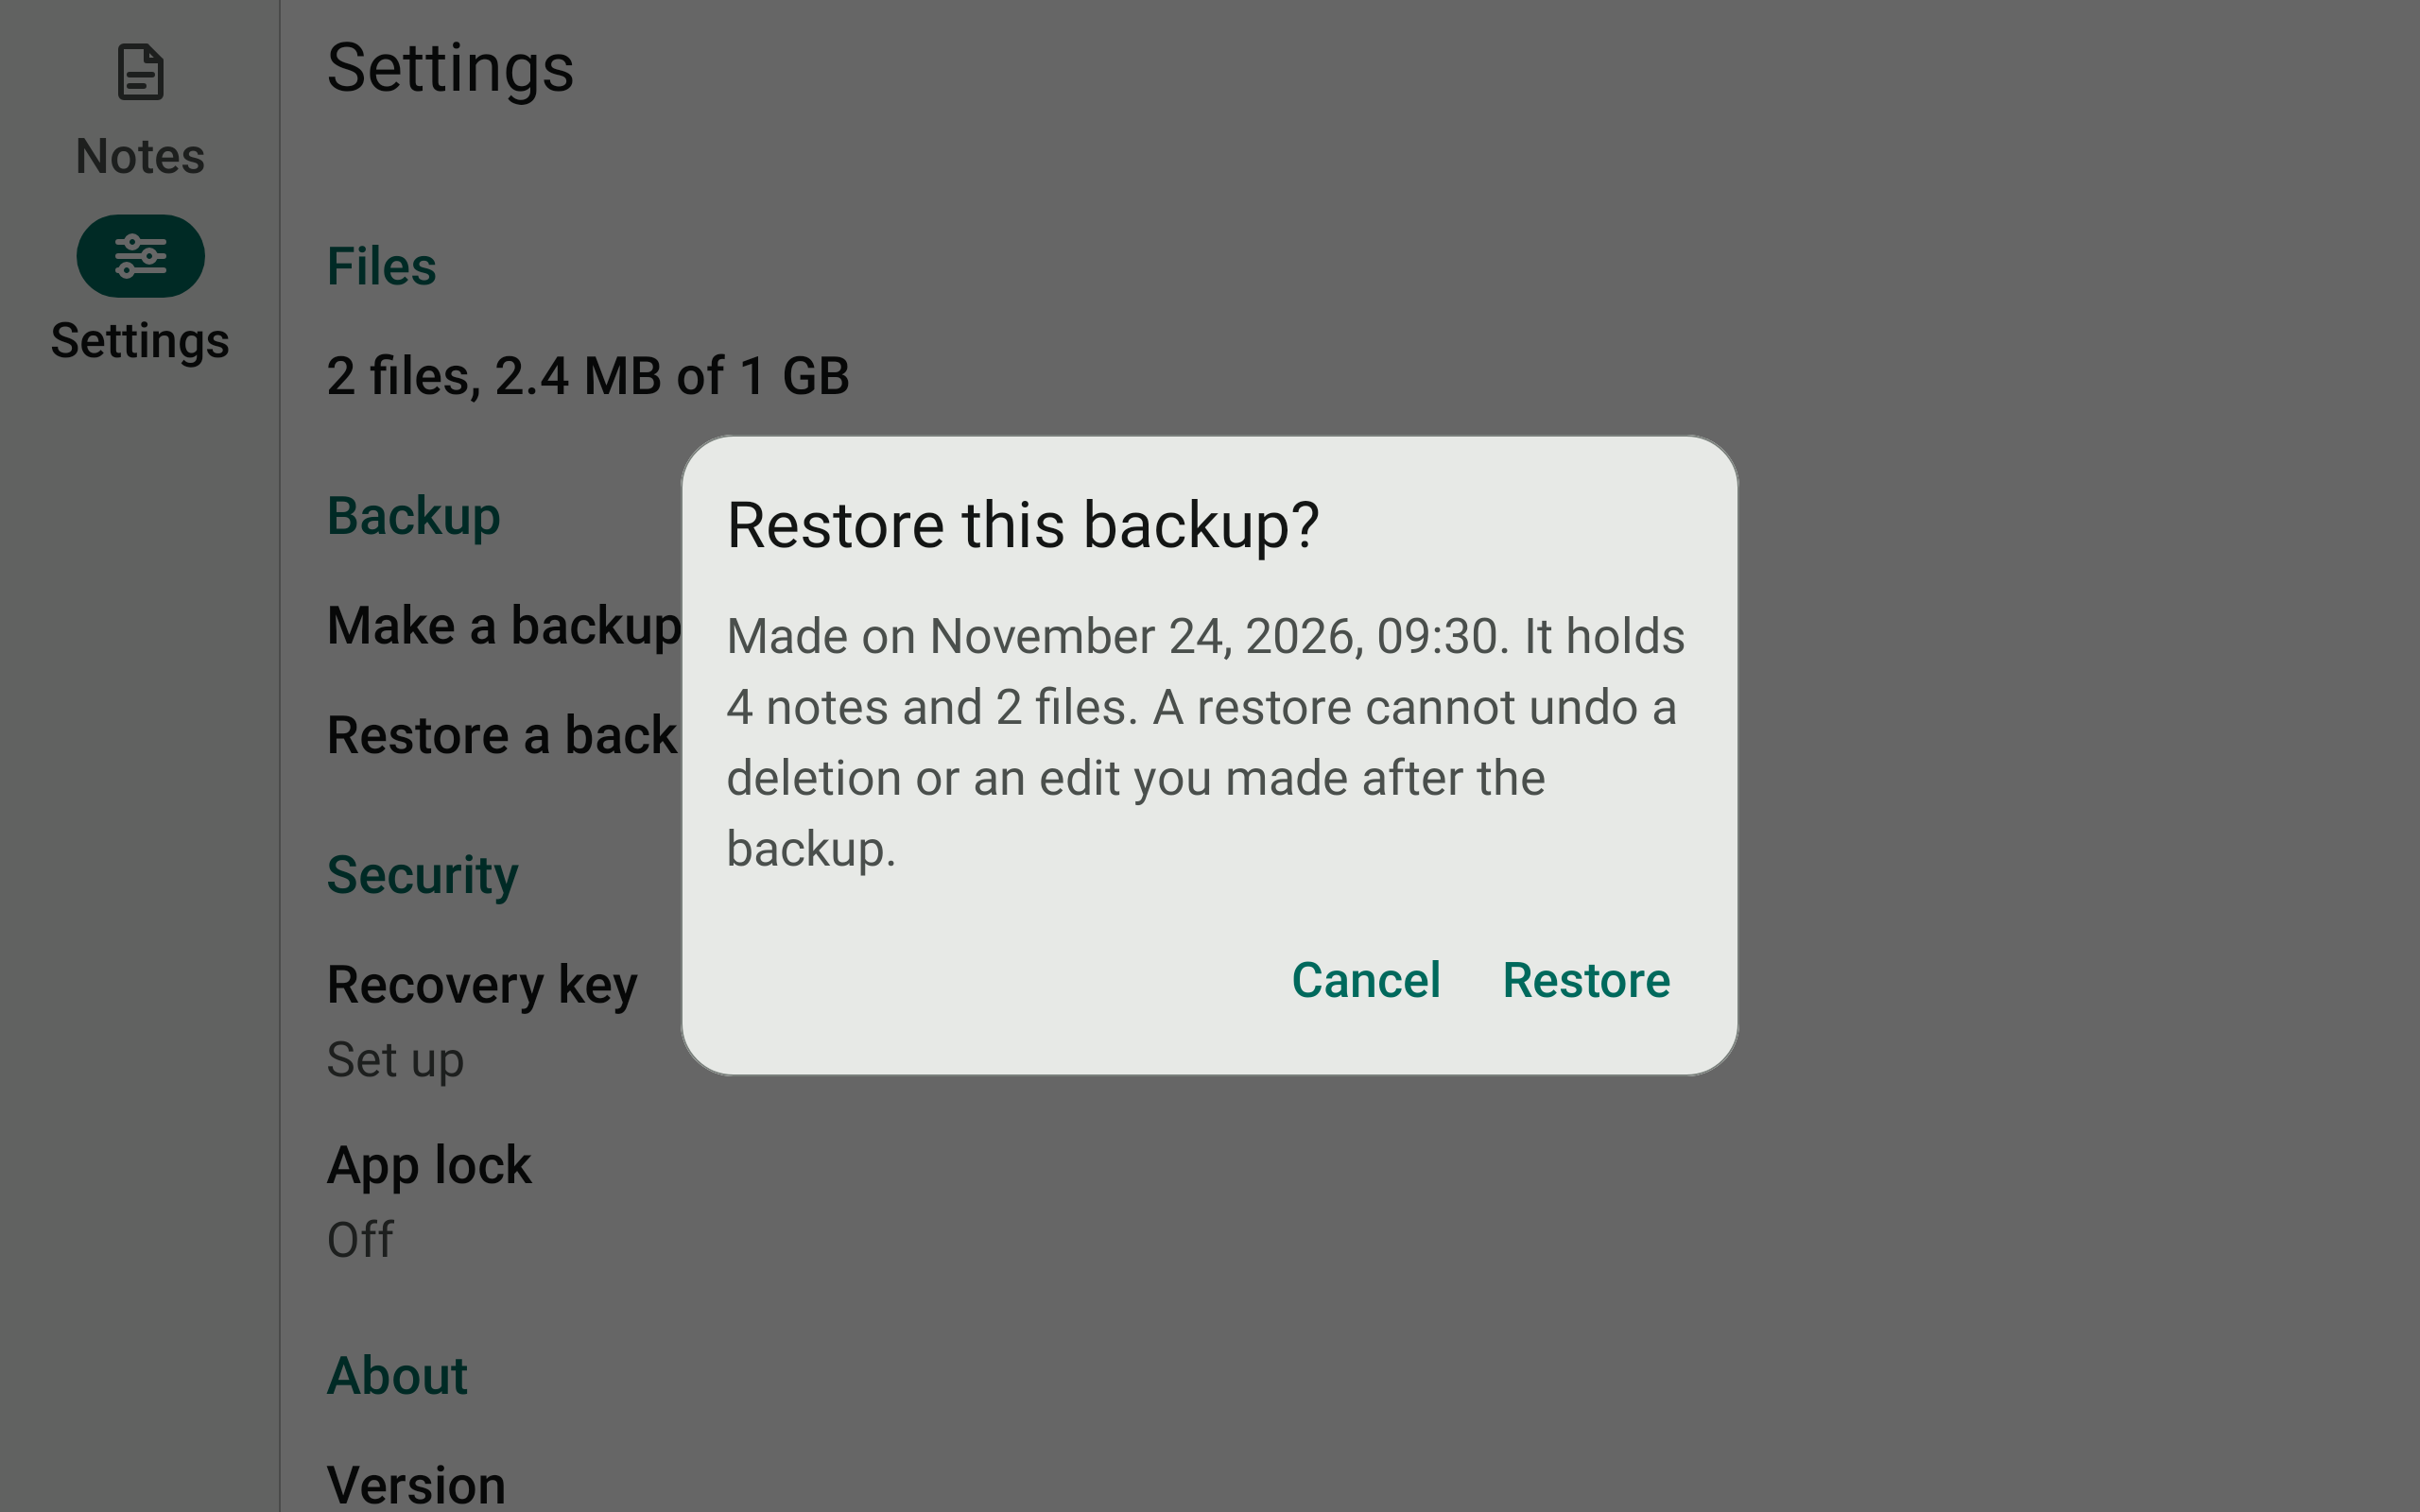 Notes
Settings
Settings
Files
2 files, 2.4 MB of 1 GB
Backup
Make a backup
Restore a back
Security
Recovery key
Set up
App lock
Off
About
Version
Restore this backup?
Made on November 24, 2026, 09:30. It holds
4 notes and 2 files. A restore cannot undo a
deletion or an edit you made after the
backup.
Cancel
Restore